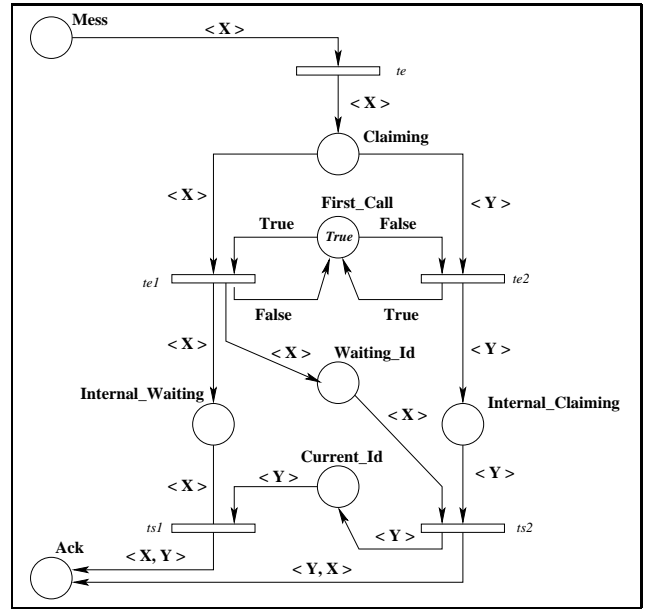 Mess
< X >
te
< X >
Claiming
< X >
< Y >
First_Call
True
False
True
te1
te2
False
True
< X >
< X >
Waiting_Id
< Y >
Internal_Waiting
< X >
Internal_Claiming
Current_Id
< X >
< Y >
< Y >
ts1
< Y >
ts2
Ack
< X, Y >
< Y, X >